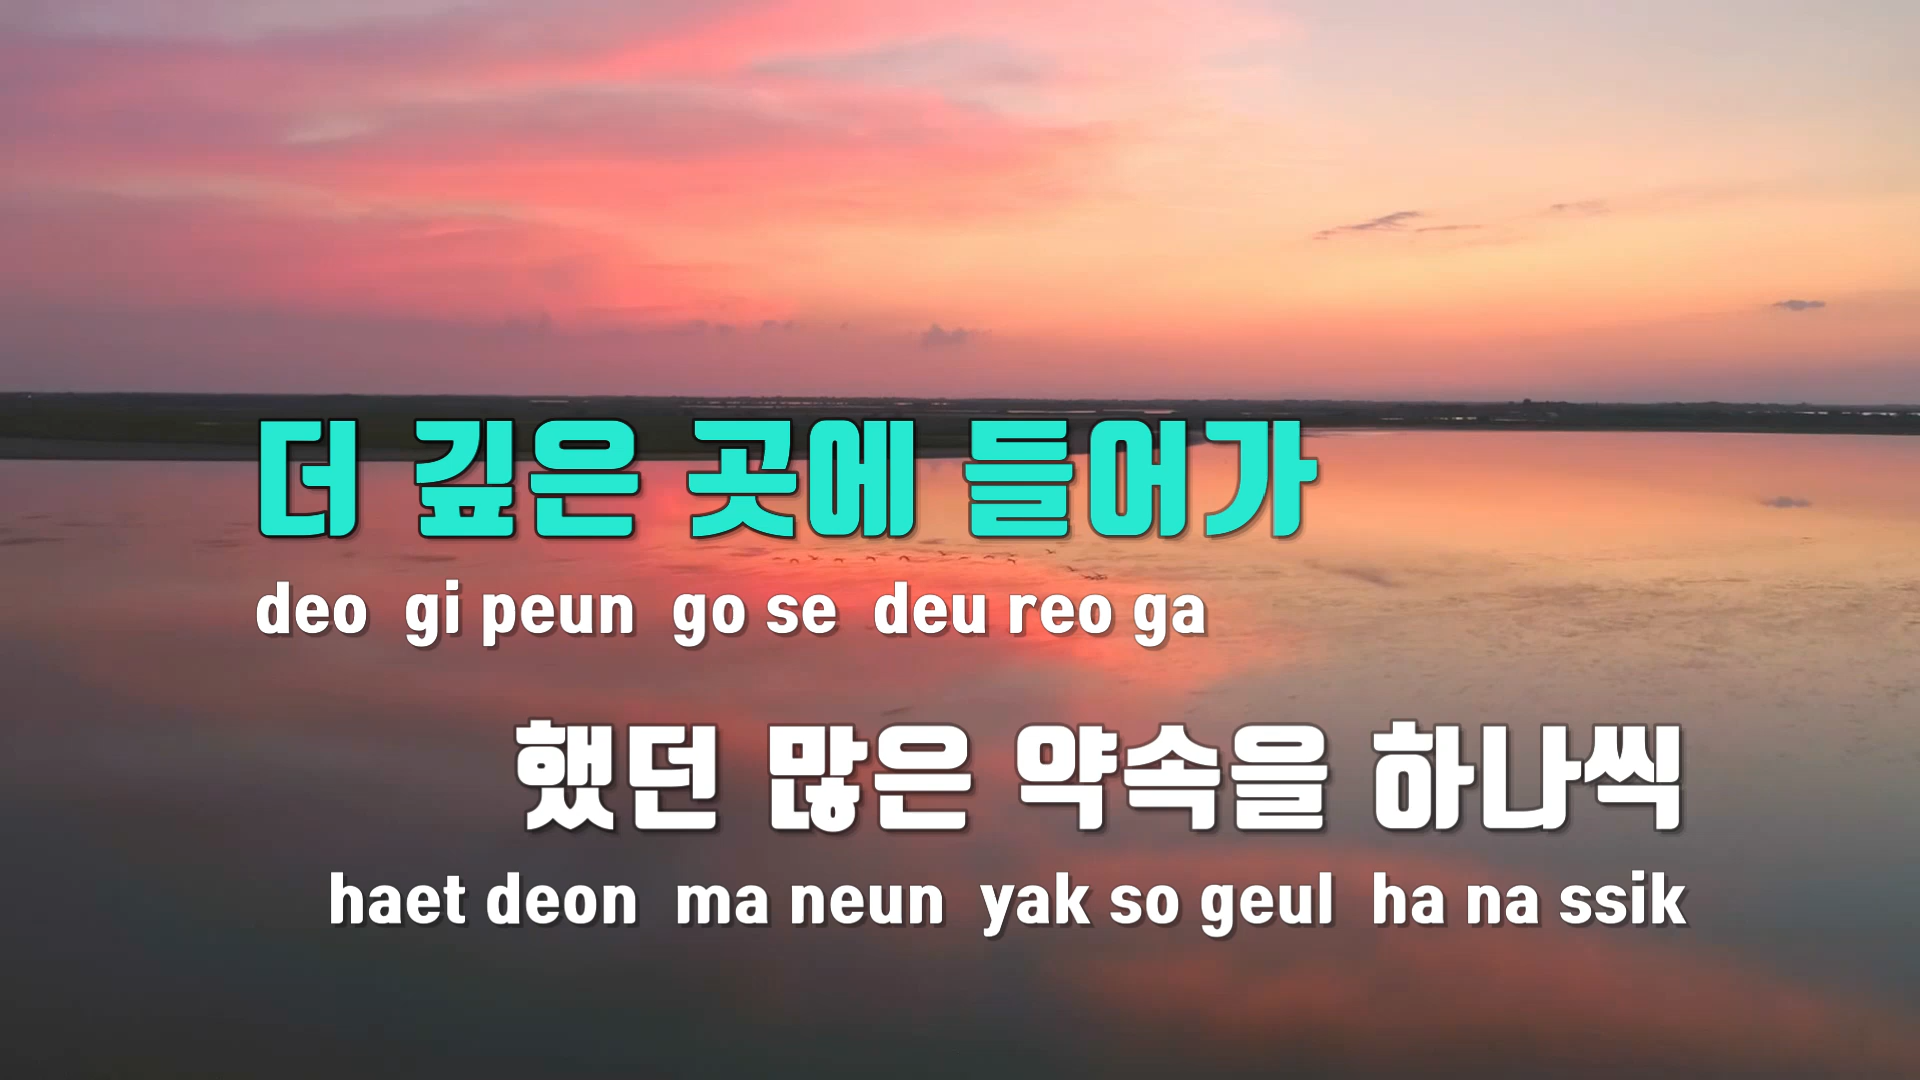 더 깊은 곳에 들어가
deo gi peun go se deu reo ga
했던 많은 약속을 하나씩
haet deon ma neun yak so geul ha na ssik